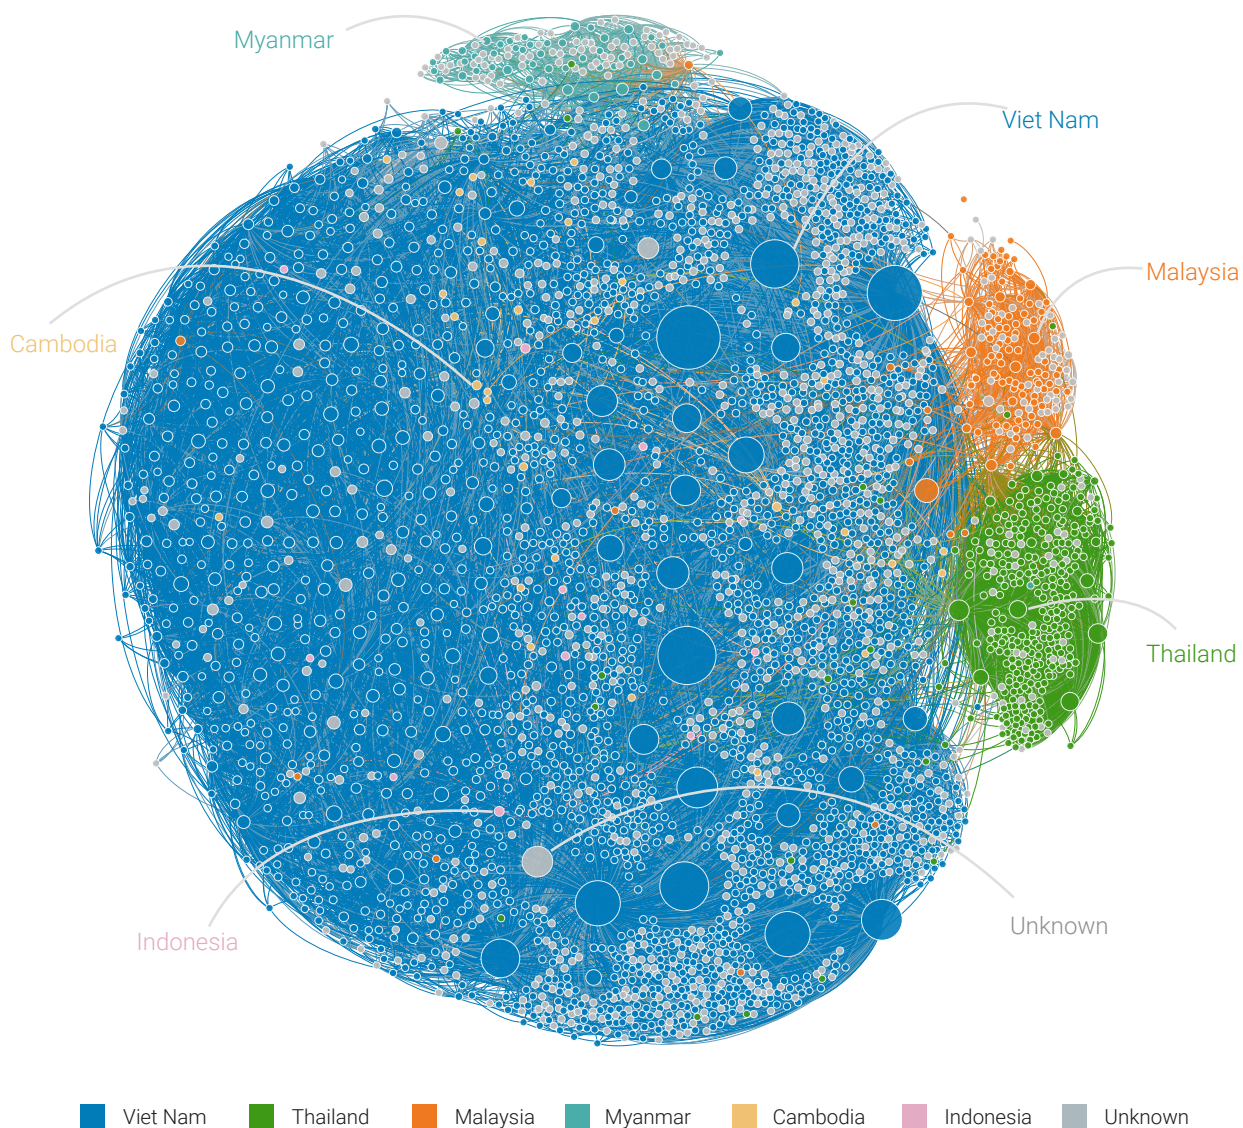 Myanmar
Viet Nam
Malaysia
Cambodia
Thailand
Unknown
Indonesia
Viet Nam
Thailand
Malaysia
Myanmar
Cambodia
Indonesia
Unknown